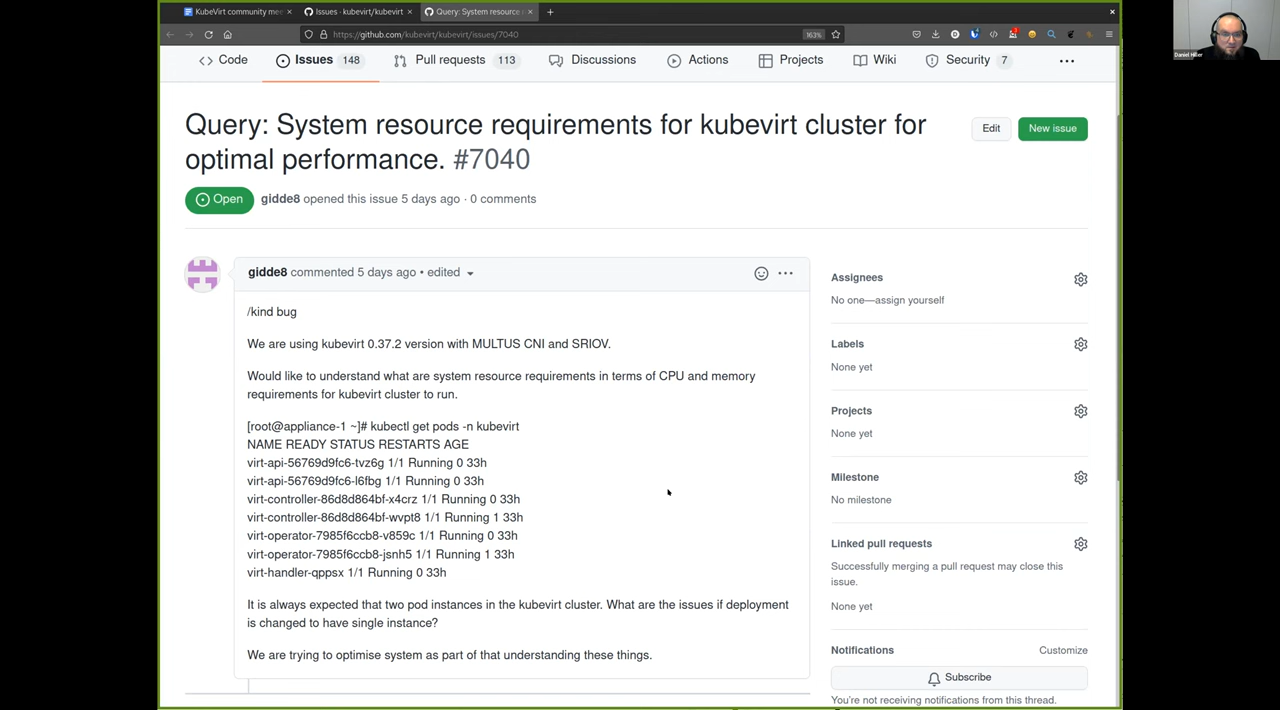 KubeVirt community mee
Issues · kubevirt/kubevirt
Query: System resource
https://github.com/kubevirt/kubevirt/issues/7040
163%
Daniel Hiller
Code
Issues 148
Pull requests 113
Discussions
Actions
Projects
Wiki
Security 7
Query: System resource requirements for kubevirt cluster for
optimal performance. #7040
Edit
New issue
Open
gidde8 opened this issue 5 days ago · 0 comments
gidde8 commented 5 days ago • edited
/kind bug
We are using kubevirt 0.37.2 version with MULTUS CNI and SRIOV.
Would like to understand what are system resource requirements in terms of CPU and memory
requirements for kubevirt cluster to run.
[root@appliance-1 ~]# kubectl get pods -n kubevirt
NAME READY STATUS RESTARTS AGE
virt-api-56769d9fc6-tvz6g 1/1 Running 0 33h
virt-api-56769d9fc6-l6fbg 1/1 Running 0 33h
virt-controller-86d8d864bf-x4crz 1/1 Running 0 33h
virt-controller-86d8d864bf-wvpt8 1/1 Running 1 33h
virt-operator-7985f6ccb8-v859c 1/1 Running 0 33h
virt-operator-7985f6ccb8-jsnh5 1/1 Running 1 33h
virt-handler-qppsx 1/1 Running 0 33h
It is always expected that two pod instances in the kubevirt cluster. What are the issues if deployment
is changed to have single instance?
We are trying to optimise system as part of that understanding these things.
Assignees
No one—assign yourself
Labels
None yet
Projects
None yet
Milestone
No milestone
Linked pull requests
Successfully merging a pull request may close this
issue.
None yet
Notifications
Customize
Subscribe
You're not receiving notifications from this thread.